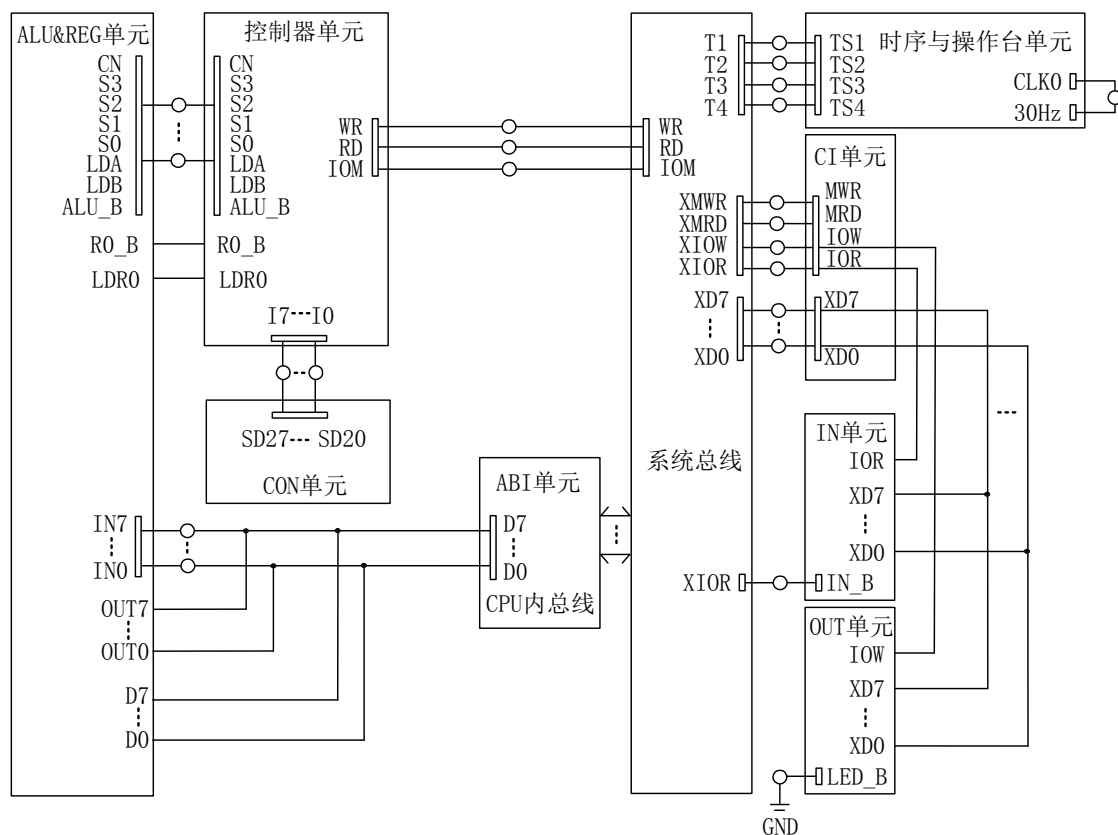 ALU&REG单元
CN
S3
S2
S1
S0
LDA
LDB
ALU_B
R0_B
LDR0
IN7
IN0
OUT7
OUT0
D7
D0
控制器单元
CN
S3
S2
S1
S0
LDA
LDB
ALU_B
R0_B
LDR0
WR
RD
IOM
I7 I0
SD27 SD20
CON单元
ABI单元
D7
D0
CPU内总线
T1
T2
T3
T4
WR
RD
IOM
XMWR
XMRD
XIOW
XIOR
XD7
XD0
系统总线
XIOR
时序与操作台单元
TS1
TS2
TS3
TS4
CLK0
30Hz
CI单元
MWR
MRD
IOW
IOR
XD7
XD0
IN单元
IOR
XD7
XD0
IN_B
OUT单元
IOW
XD7
XD0
LED_B
GND